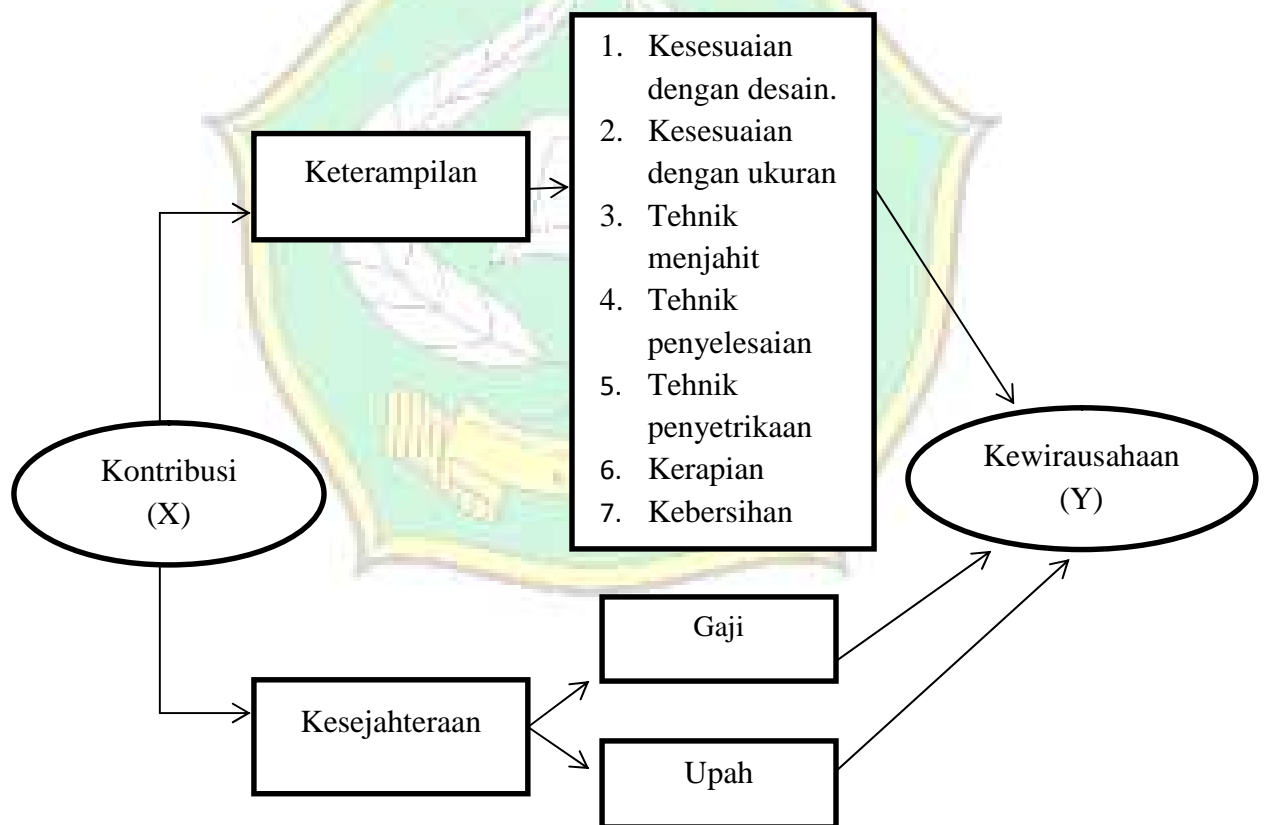 Keterampilan
1. Kesesuaian
dengan desain.
2. Kesesuaian
dengan ukuran
3. Tehnik
menjahit
4. Tehnik
penyelesaian
5. Tehnik
penyetrikaan
6. Kerapian
7. Kebersihan
Kontribusi
(X)
Kewirausahaan
(Y)
Kesejahteraan
Gaji
Upah